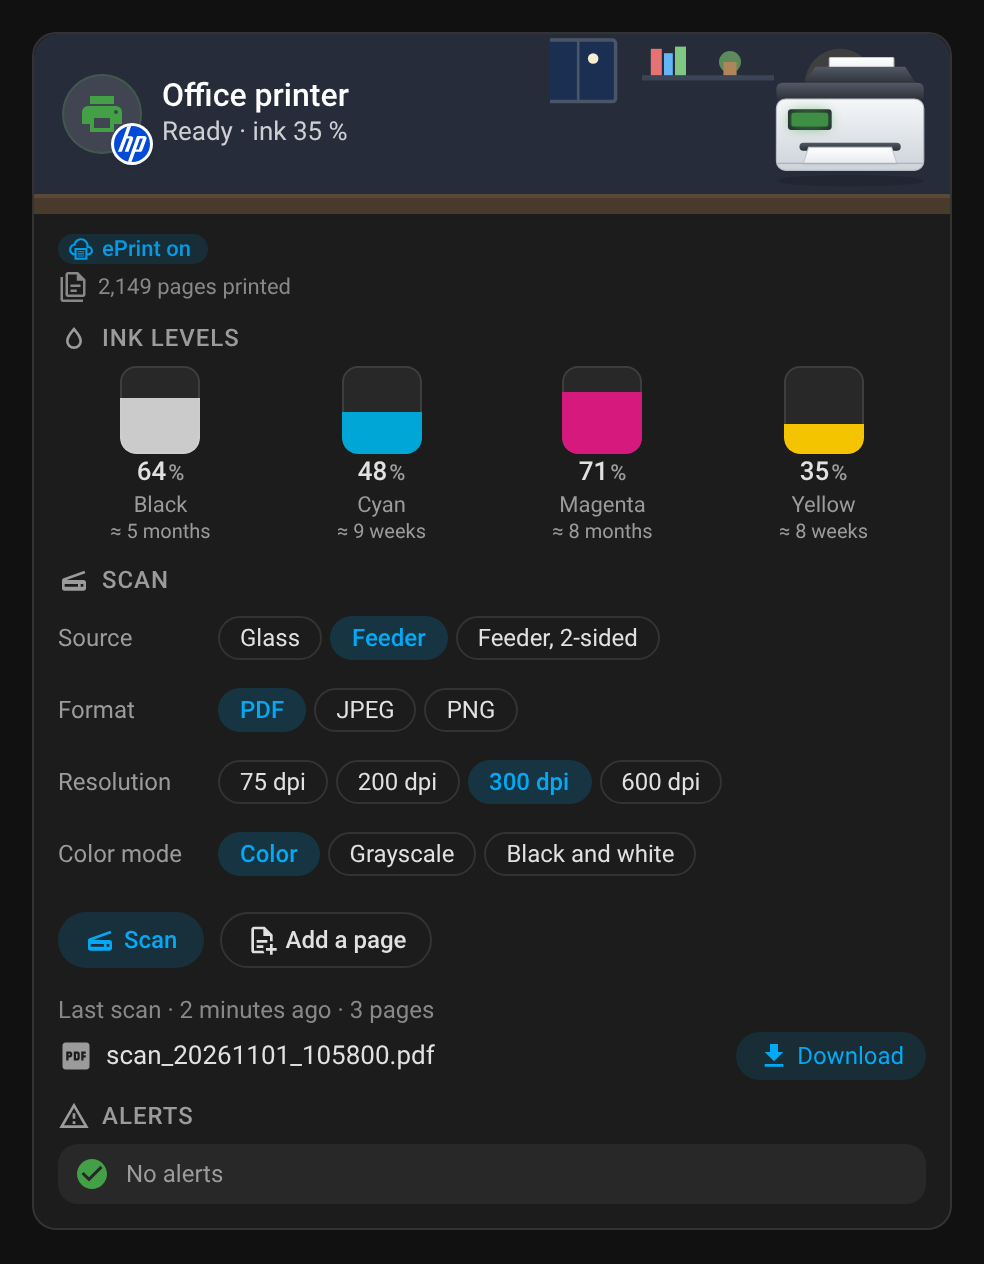 Office printer
hp
Ready · ink 35 %
ePrint on
2,149 pages printed
INK LEVELS
64% 48% 71% 35%
Black Cyan Magenta Yellow
≈ 5 months ≈ 9 weeks ≈ 8 months ≈ 8 weeks
SCAN
Source Glass Feeder Feeder, 2-sided
Format PDF JPEG PNG
Resolution 75 dpi 200 dpi 300 dpi 600 dpi
Color mode Color Grayscale Black and white
Scan Add a page
Last scan · 2 minutes ago · 3 pages
PDF scan_20261101_105800.pdf Download
ALERTS
No alerts